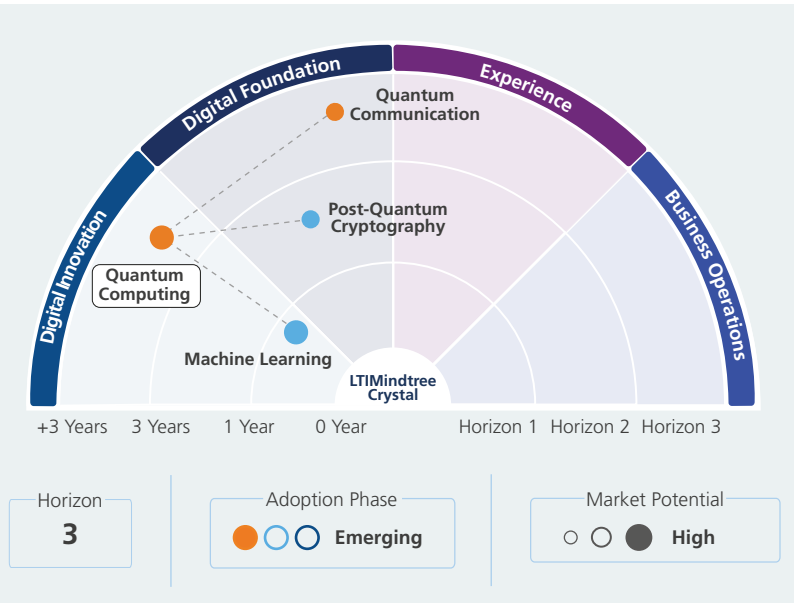 Digital Foundation
Experience
Digital Innovation
Business Operations
Quantum
Communication
Post-Quantum
Cryptography
Quantum
Computing
Machine Learning
LTIMindtree
Crystal
+3 Years
3 Years
1 Year
0 Year
Horizon 1
Horizon 2
Horizon 3
Horizon
3
Adoption Phase
Emerging
Market Potential
High